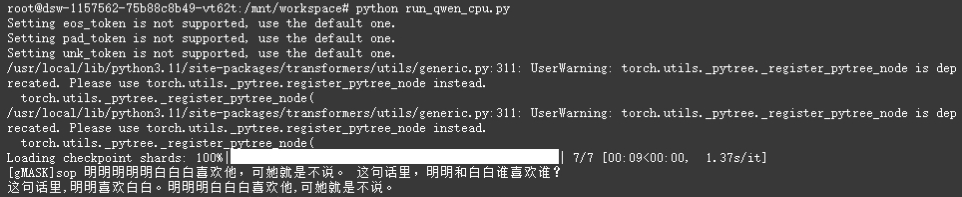 root@dsw-1157562-75b88c8b49-vt62t:/mnt/workspace# python run_qwen_cpu.py
Setting eos_token is not supported, use the default one.
Setting pad_token is not supported, use the default one.
Setting unk_token is not supported, use the default one.
/usr/local/lib/python3.11/site-packages/transformers/utils/generic.py:311: UserWarning: torch.utils._pytree._register_pytree_node is dep
recated. Please use torch.utils._pytree.register_pytree_node instead.
  torch.utils._pytree._register_pytree_node(
/usr/local/lib/python3.11/site-packages/transformers/utils/generic.py:311: UserWarning: torch.utils._pytree._register_pytree_node is dep
recated. Please use torch.utils._pytree.register_pytree_node instead.
  torch.utils._pytree._register_pytree_node(
Loading checkpoint shards: 100%| | 7/7 [00:09<00:00,  1.37s/it]
[gMASK]sop 明明明明明白白白喜欢他，可她就是不说。 这句话里，明明和白白谁喜欢谁？
这句话里,明明喜欢白白。明明明白白白喜欢他,可她就是不说。